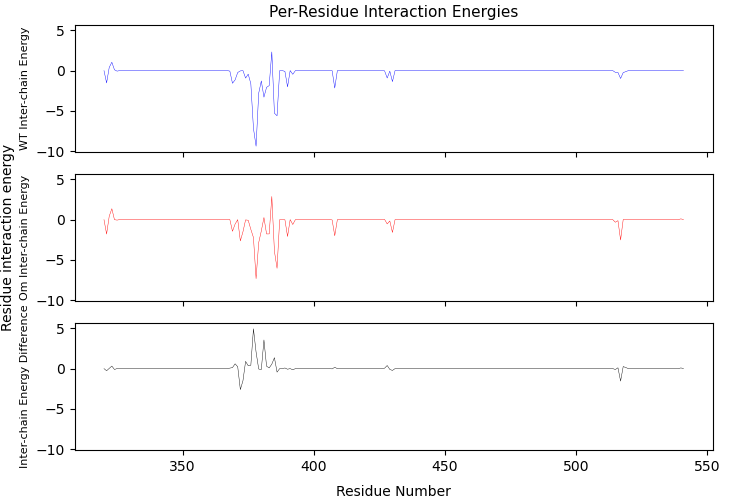 Per-Residue Interaction Energies
Residue interaction energy
WT Inter-chain Energy
5
0
−5
−10
Om Inter-chain Energy
5
0
−5
−10
Inter-chain Energy Difference
5
0
−5
−10
350
400
450
500
550
Residue Number